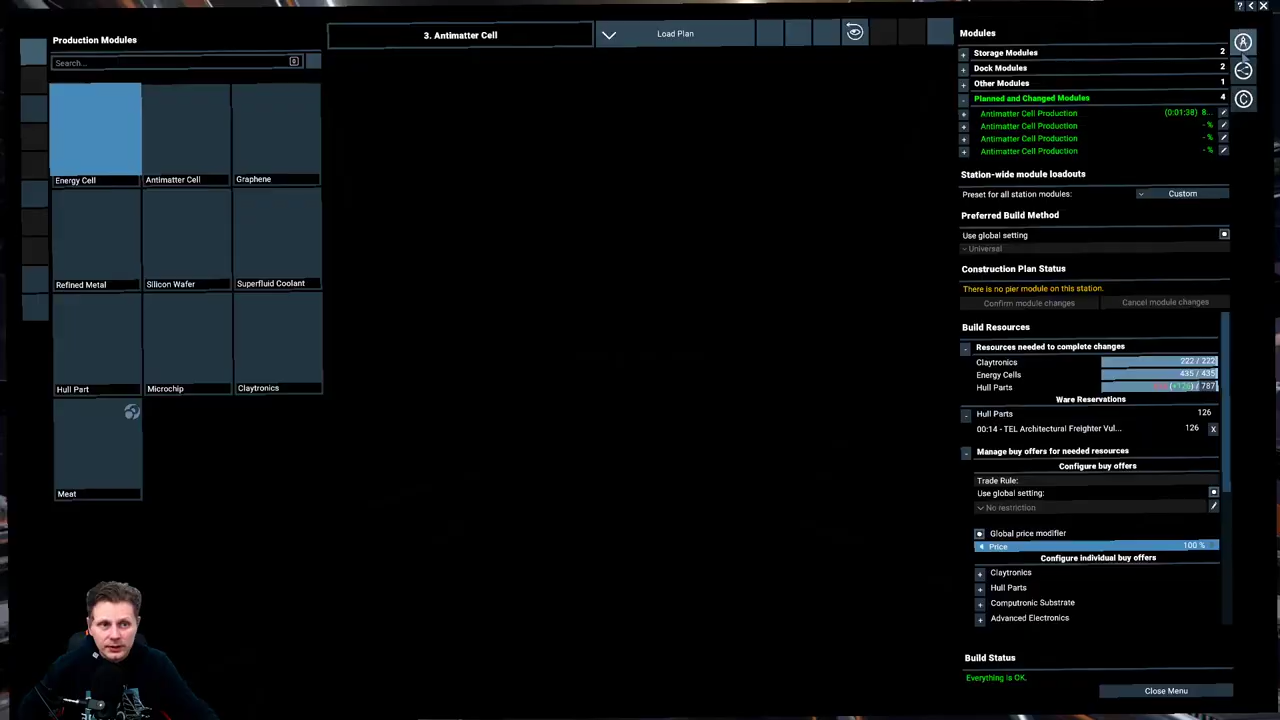 Production Modules
Search...
Energy Cell
Antimatter Cell
Graphene
Refined Metal
Silicon Wafer
Superfluid Coolant
Hull Part
Microchip
Claytronics
Meat
3. Antimatter Cell
Load Plan
Modules
Storage Modules 2
Dock Modules 2
Other Modules 1
Planned and Changed Modules 4
Antimatter Cell Production (0:01:38) 8...
Antimatter Cell Production - %
Antimatter Cell Production - %
Antimatter Cell Production - %
Station-wide module loadouts
Preset for all station modules: Custom
Preferred Build Method
Use global setting
Universal
Construction Plan Status
There is no pier module on this station.
Confirm module changes Cancel module changes
Build Resources
Resources needed to complete changes
Claytronics 222 / 222
Energy Cells 435 / 435
Hull Parts (+126) / 787
Ware Reservations
Hull Parts 126
00:14 - TEL Architectural Freighter Vul... 126 X
Manage buy offers for needed resources
Configure buy offers
Trade Rule:
Use global setting:
No restriction
Global price modifier
Price 100 %
Configure individual buy offers
Claytronics
Hull Parts
Computronic Substrate
Advanced Electronics
Build Status
Everything is OK.
Close Menu